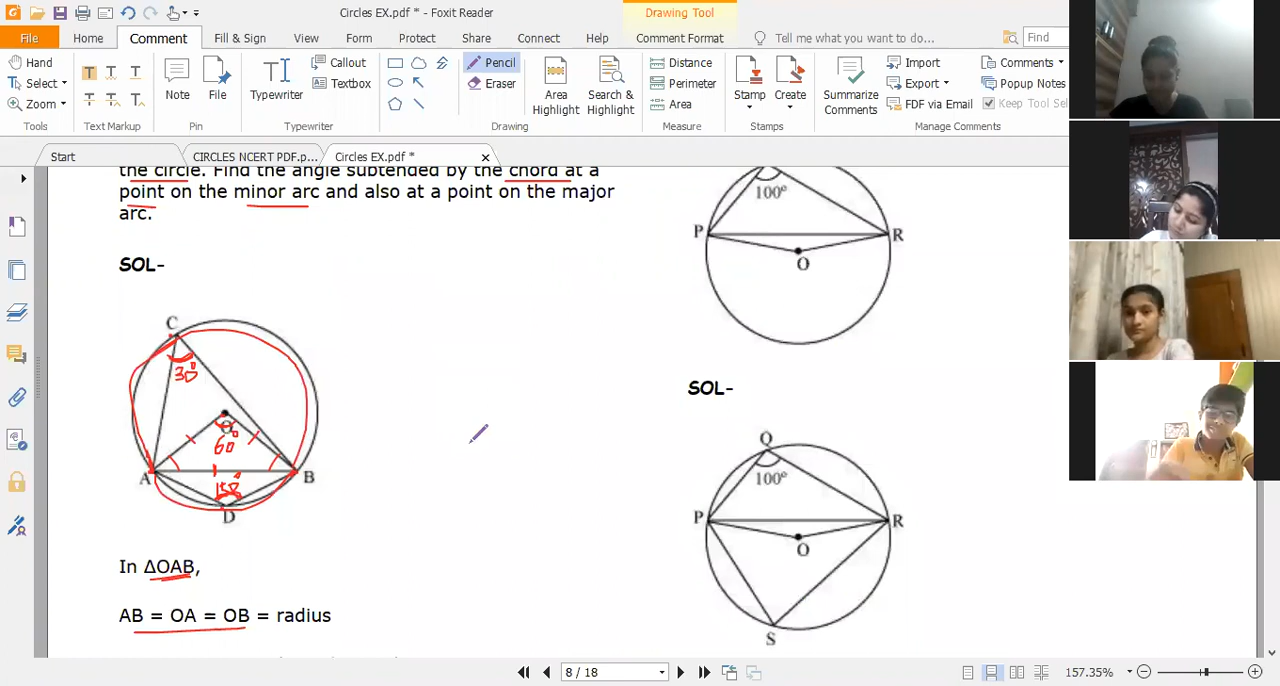 Circles EX.pdf * - Foxit Reader
Drawing Tool
File Home Comment Fill & Sign View Form Protect Share Connect Help Comment Format Tell me what you want to do... Find
Hand
Select
Zoom
Tools
T T T
T T T
Text Markup
Note File
Pin
Typewriter
Callout
Textbox
Typewriter
Pencil
Eraser
Drawing
Area Highlight
Search & Highlight
Distance
Perimeter
Area
Measure
Stamp
Create
Stamps
Summarize Comments
Import
Export
FDF via Email
Comments
Popup Notes
Keep Tool Sel
Manage Comments
Start CIRCLES NCERT PDF.p... Circles EX.pdf *
the circle. Find the angle subtended by the chord at a
point on the minor arc and also at a point on the major
arc.
SOL-
C
30°
O
60°
A B
150°
D
In ΔOAB,
AB = OA = OB = radius
100°
P R
O
SOL-
Q
100°
P R
O
S
8 / 18
157.35%